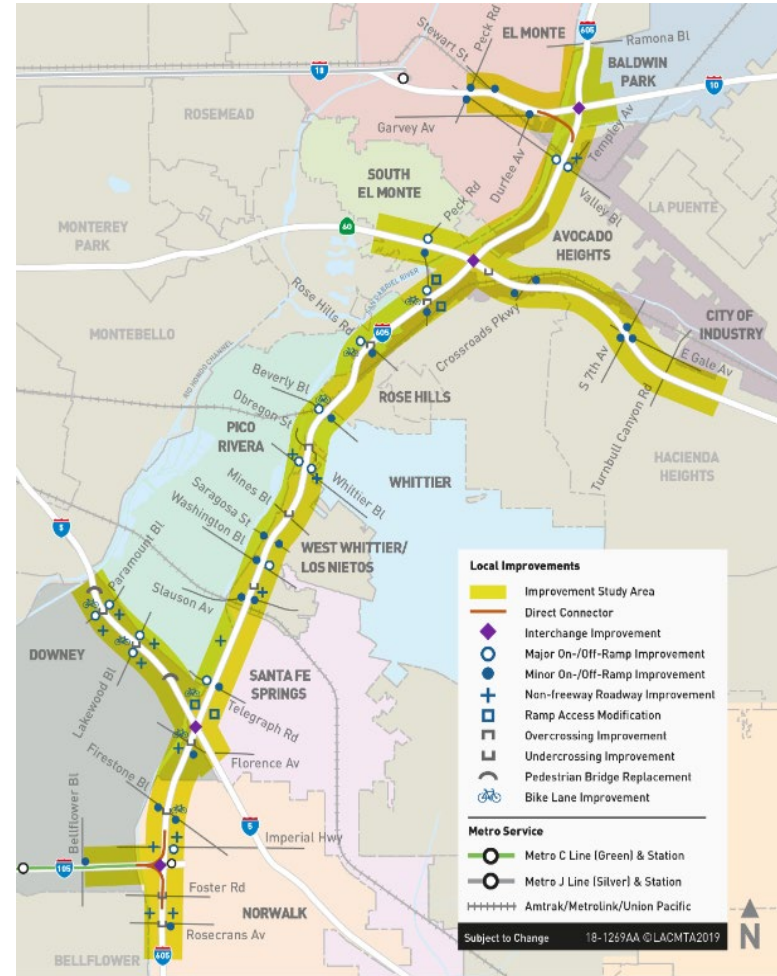 605
EL MONTE
Ramona Bl
Stewart St
Peck Rd
BALDWIN
PARK
18
10
ROSEMEAD
Garvey Av
Durfee Av
Temple Av
SOUTH
EL MONTE
Peck Rd
Valley Bl
LA PUENTE
60
MONTEREY
PARK
AVOCADO
HEIGHTS
SAN GABRIEL RIVER
Rose Hills Rd
605
Crossroads Pkwy
CITY OF
INDUSTRY
MONTEBELLO
RIO HONDO CHANNEL
S 7th Av
E Gale Av
Beverly Bl
ROSE HILLS
Obregon St
Turnbull Canyon Rd
PICO
RIVERA
HACIENDA
HEIGHTS
Mines Bl
Whittier Bl
WHITTIER
Saragosa St
Washington Bl
WEST WHITTIER/
LOS NIETOS
5
Paramount Bl
Slauson Av
DOWNEY
Lakewood Bl
SANTA FE
SPRINGS
Telegraph Rd
Florence Av
Firestone Bl
5
Bellflower Bl
Imperial Hwy
105
Foster Rd
NORWALK
Rosecrans Av
BELLFLOWER
605
Local Improvements
Improvement Study Area
Direct Connector
Interchange Improvement
Major On-/Off-Ramp Improvement
Minor On-/Off-Ramp Improvement
Non-freeway Roadway Improvement
Ramp Access Modification
Overcrossing Improvement
Undercrossing Improvement
Pedestrian Bridge Replacement
Bike Lane Improvement
Metro Service
Metro C Line (Green) & Station
Metro J Line (Silver) & Station
Amtrak/Metrolink/Union Pacific
Subject to Change 18-1269AA ©LACMTA2019
N